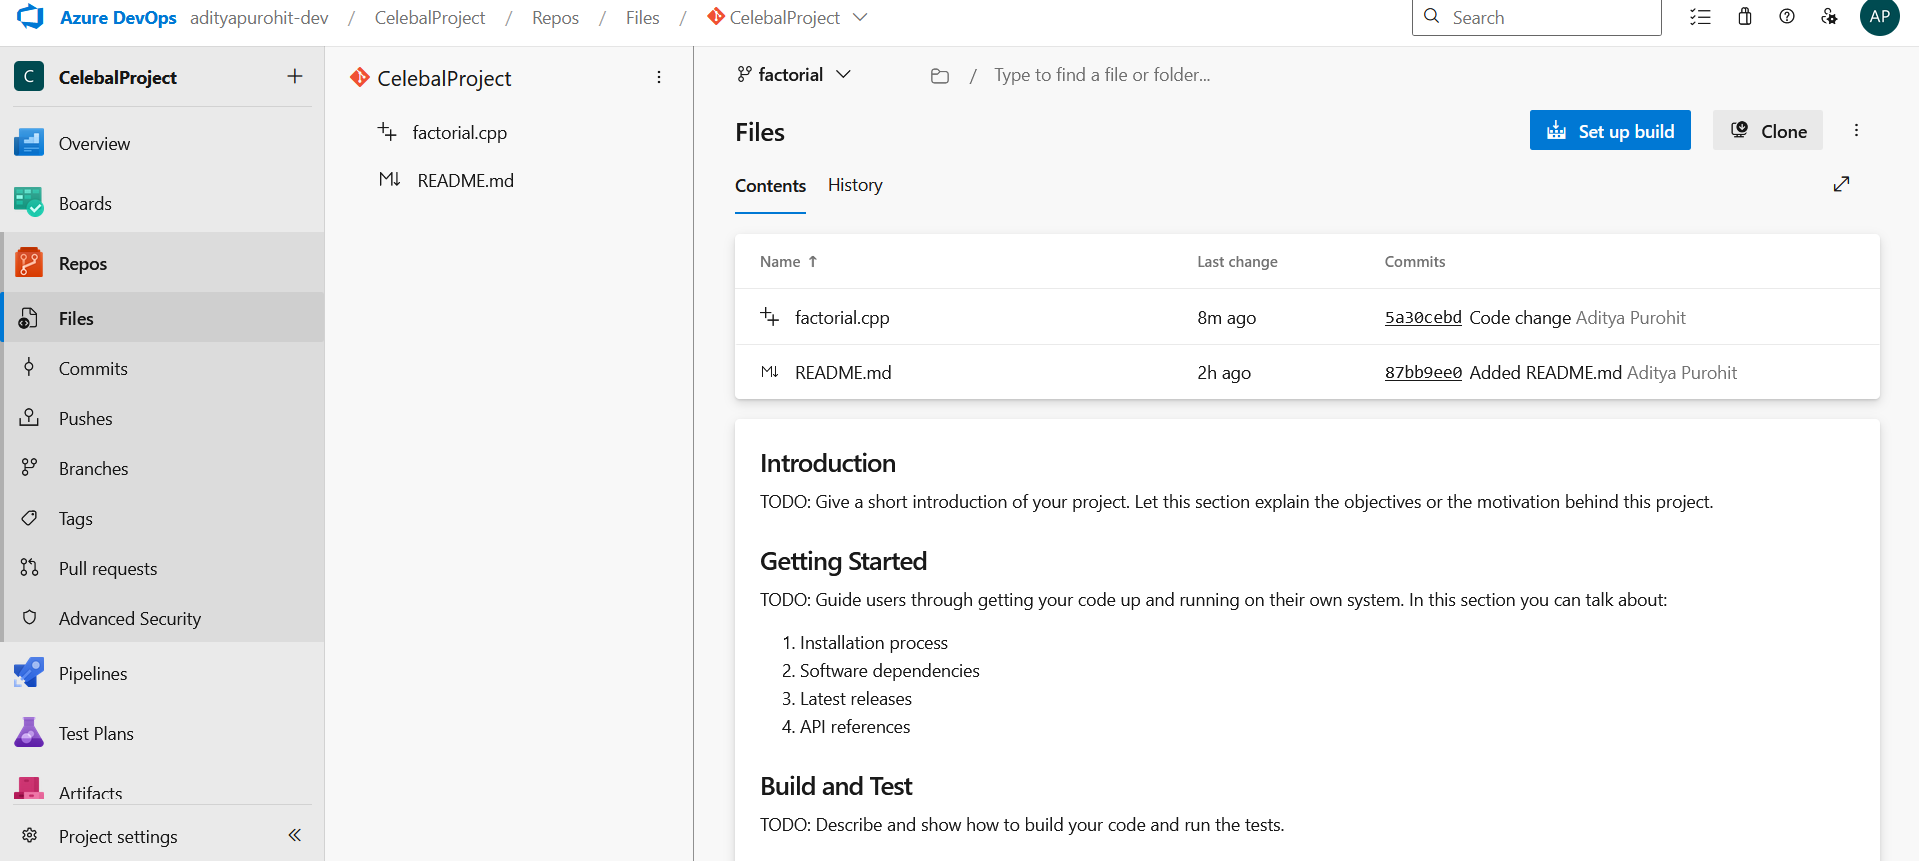 Azure DevOps adityapurohit-dev / CelebalProject / Repos / Files / CelebalProject
Search
AP
C CelebalProject +
Overview
Boards
Repos
Files
Commits
Pushes
Branches
Tags
Pull requests
Advanced Security
Pipelines
Test Plans
Artifacts
Project settings
CelebalProject
factorial.cpp
README.md
factorial / Type to find a file or folder...
Files
Set up build
Clone
Contents History
Name ↑ Last change Commits
factorial.cpp 8m ago 5a30cebd Code change Aditya Purohit
README.md 2h ago 87bb9ee0 Added README.md Aditya Purohit
Introduction
TODO: Give a short introduction of your project. Let this section explain the objectives or the motivation behind this project.
Getting Started
TODO: Guide users through getting your code up and running on their own system. In this section you can talk about:
1. Installation process
2. Software dependencies
3. Latest releases
4. API references
Build and Test
TODO: Describe and show how to build your code and run the tests.